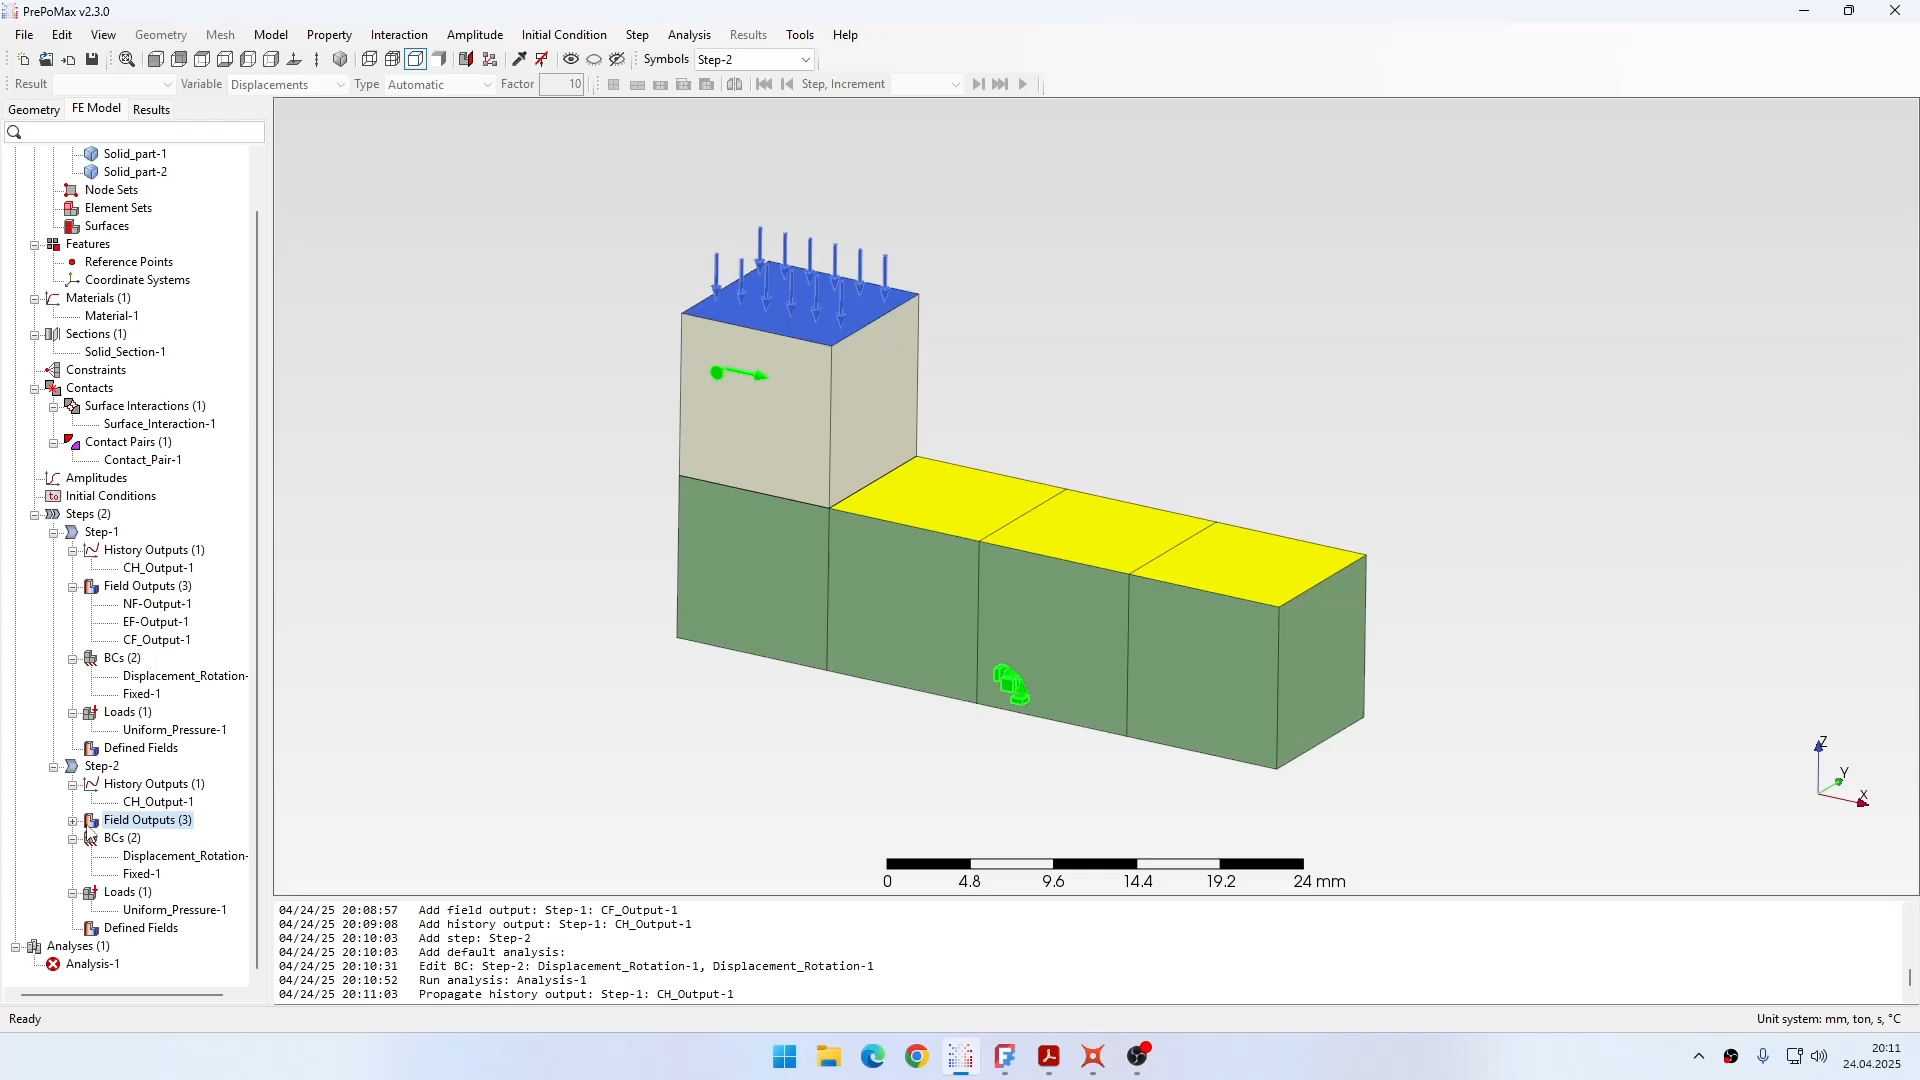 PrePoMax v2.3.0
File Edit View Geometry Mesh Model Property Interaction Amplitude Initial Condition Step Analysis Results Tools Help
Symbols Step-2
Result Variable Displacements Type Automatic Factor 10 Step, Increment
Geometry FE Model Results
Solid_part-1
Solid_part-2
Node Sets
Element Sets
Surfaces
Features
Reference Points
Coordinate Systems
Materials (1)
Material-1
Sections (1)
Solid_Section-1
Constraints
Contacts
Surface Interactions (1)
Surface_Interaction-1
Contact Pairs (1)
Contact_Pair-1
Amplitudes
Initial Conditions
Steps (2)
Step-1
History Outputs (1)
CH_Output-1
Field Outputs (3)
NF-Output-1
EF-Output-1
CF_Output-1
BCs (2)
Displacement_Rotation-
Fixed-1
Loads (1)
Uniform_Pressure-1
Defined Fields
Step-2
History Outputs (1)
CH_Output-1
Field Outputs (3)
BCs (2)
Displacement_Rotation-
Fixed-1
Loads (1)
Uniform_Pressure-1
Defined Fields
Analyses (1)
Analysis-1
Z
Y
X
0 4.8 9.6 14.4 19.2 24 mm
04/24/25 20:08:57 Add field output: Step-1: CF_Output-1
04/24/25 20:09:08 Add history output: Step-1: CH_Output-1
04/24/25 20:10:03 Add step: Step-2
04/24/25 20:10:03 Add default analysis:
04/24/25 20:10:31 Edit BC: Step-2: Displacement_Rotation-1, Displacement_Rotation-1
04/24/25 20:10:52 Run analysis: Analysis-1
04/24/25 20:11:03 Propagate history output: Step-1: CH_Output-1
Ready
Unit system: mm, ton, s, °C
20:11
24.04.2025